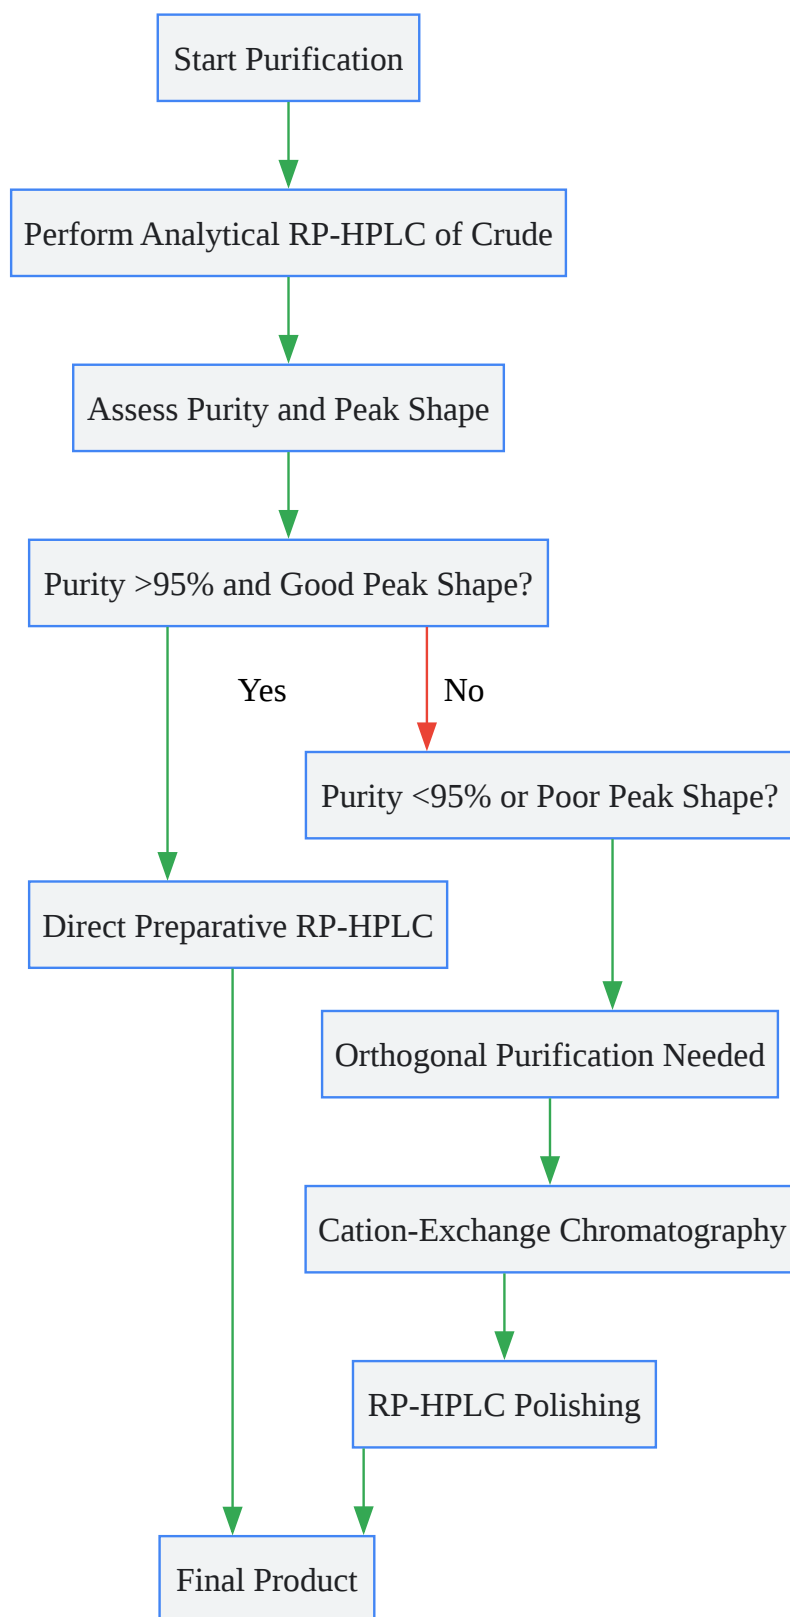 Start Purification
Perform Analytical RP-HPLC of Crude
Assess Purity and Peak Shape
Purity >95% and Good Peak Shape?
Yes
No
Purity <95% or Poor Peak Shape?
Direct Preparative RP-HPLC
Orthogonal Purification Needed
Cation-Exchange Chromatography
RP-HPLC Polishing
Final Product